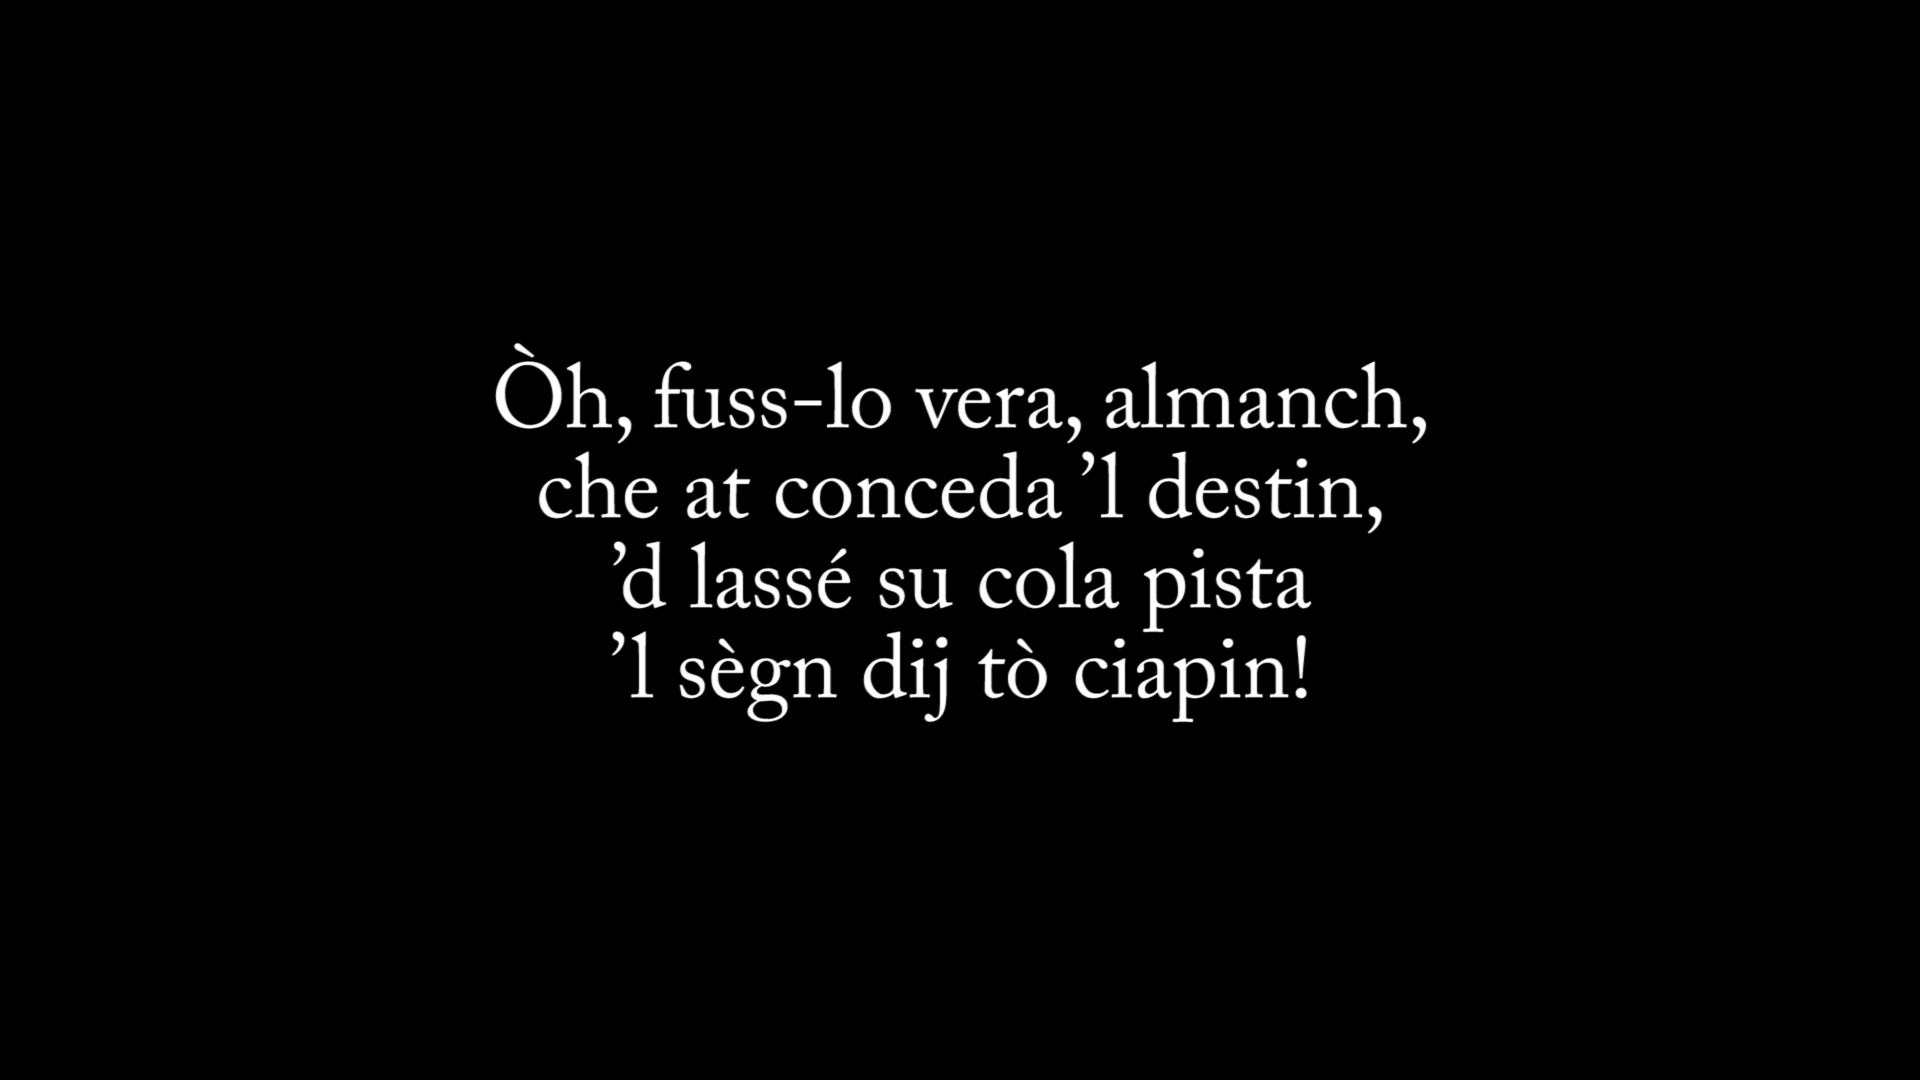 Òh, fuss-lo vera, almanch,
che at conceda ’l destin,
’d lassé su cola pista
’l sègn dij tò ciapin!